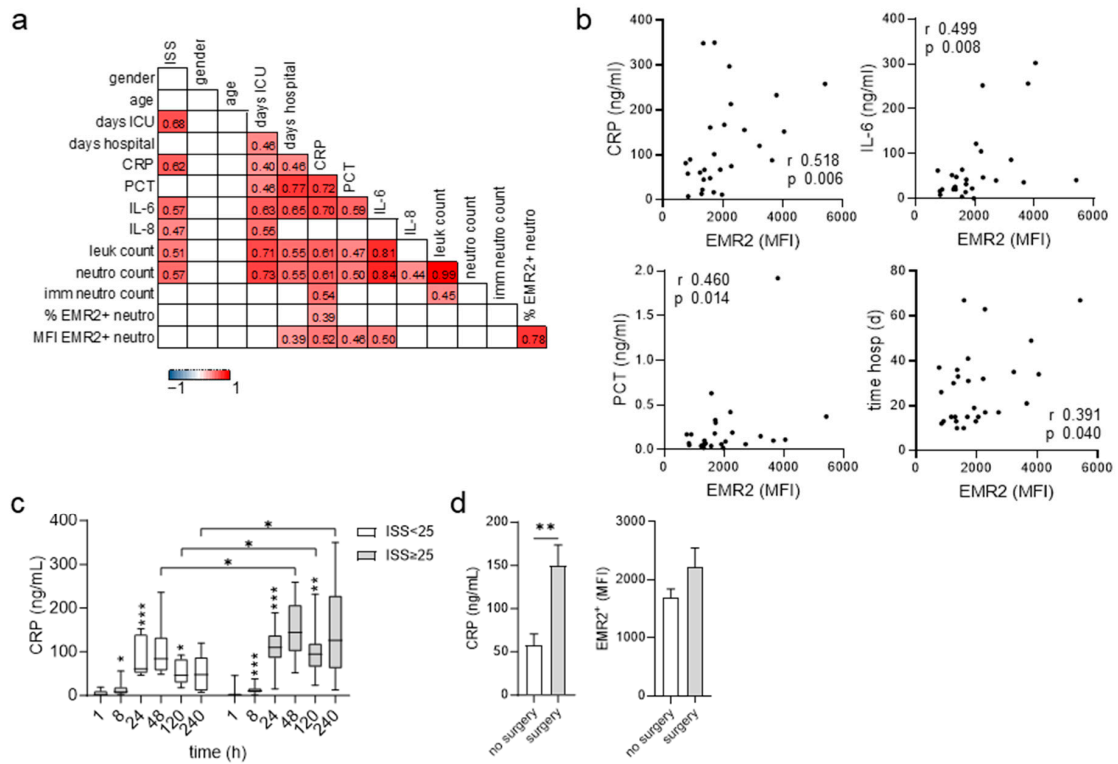 a
ISS
gender
age
days ICU
days hospital
CRP
PCT
IL-6
IL-8
leuk count
neutro count
imm neutro count
% EMR2+ neutro
gender
age
days ICU 0.68
days hospital 0.46
CRP 0.62 0.40 0.46
PCT 0.46 0.77 0.72
IL-6 0.57 0.63 0.65 0.70 0.59
IL-8 0.47 0.55
leuk count 0.51 0.71 0.55 0.61 0.47 0.81
neutro count 0.57 0.73 0.55 0.61 0.50 0.84 0.44 0.99
imm neutro count 0.54 0.45
% EMR2+ neutro 0.39
MFI EMR2+ neutro 0.39 0.52 0.46 0.50 0.78
−1 1
b
CRP (ng/ml)
400
300
200
100
0
r 0.518
p 0.006
0 2000 4000 6000
EMR2 (MFI)
IL-6 (ng/ml)
r 0.499
p 0.008
400
300
200
100
0
0 2000 4000 6000
EMR2 (MFI)
PCT (ng/ml)
r 0.460
p 0.014
2.0
1.5
1.0
0.5
0.0
0 2000 4000 6000
EMR2 (MFI)
time hosp (d)
80
60
40
20
0
r 0.391
p 0.040
0 2000 4000 6000
EMR2 (MFI)
c
CRP (ng/mL)
400
300
200
100
0
ISS<25
ISS≥25
*
*
*
* *** * *** *** **
1 8 24 48 120 240 1 8 24 48 120 240
time (h)
d
CRP (ng/mL)
200
150
100
50
0
**
no surgery
surgery
EMR2⁺ (MFI)
3000
2000
1000
0
no surgery
surgery